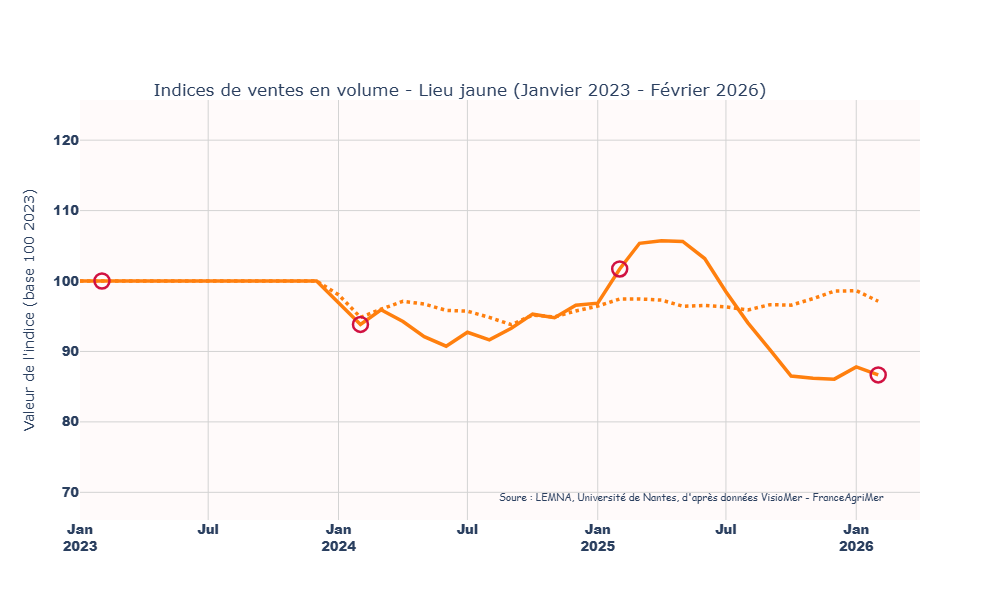 Indices de ventes en volume - Lieu jaune (Janvier 2023 - Février 2026)
Valeur de l'Indice (base 100 2023)
120
110
100
90
80
70
Soure : LEMNA, Université de Nantes, d'après données VisioMer - FranceAgriMer
Jan Jul Jan Jul Jan Jul Jan
2023 2024 2025 2026